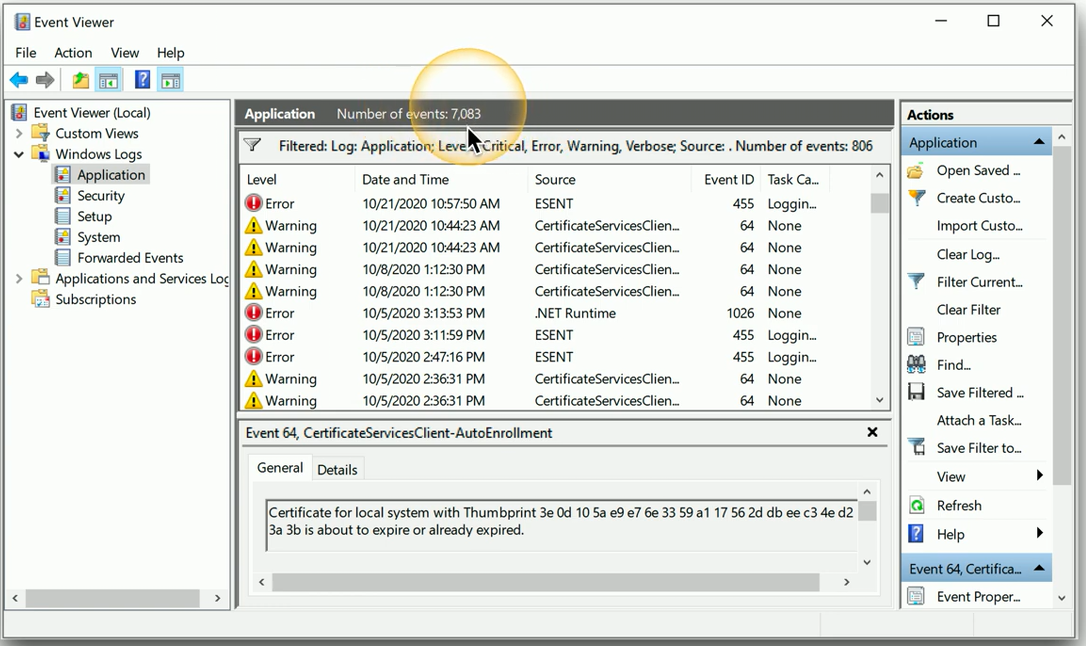 Event Viewer
File Action View Help
Event Viewer (Local)
Custom Views
Windows Logs
Application
Security
Setup
System
Forwarded Events
Applications and Services Log
Subscriptions
Application Number of events: 7,083
Filtered: Log: Application; Level: Critical, Error, Warning, Verbose; Source: . Number of events: 806
Level Date and Time Source Event ID Task Ca...
Error 10/21/2020 10:57:50 AM ESENT 455 Loggin...
Warning 10/21/2020 10:44:23 AM CertificateServicesClien... 64 None
Warning 10/21/2020 10:44:23 AM CertificateServicesClien... 64 None
Warning 10/8/2020 1:12:30 PM CertificateServicesClien... 64 None
Warning 10/8/2020 1:12:30 PM CertificateServicesClien... 64 None
Error 10/5/2020 3:13:53 PM .NET Runtime 1026 None
Error 10/5/2020 3:11:59 PM ESENT 455 Loggin...
Error 10/5/2020 2:47:16 PM ESENT 455 Loggin...
Warning 10/5/2020 2:36:31 PM CertificateServicesClien... 64 None
Warning 10/5/2020 2:36:31 PM CertificateServicesClien... 64 None
Event 64, CertificateServicesClient-AutoEnrollment
General Details
Certificate for local system with Thumbprint 3e 0d 10 5a e9 e7 6e 33 59 a1 17 56 2d db ee c3 4e d2
3a 3b is about to expire or already expired.
Actions
Application
Open Saved ...
Create Custo...
Import Custo...
Clear Log...
Filter Current...
Clear Filter
Properties
Find...
Save Filtered ...
Attach a Task...
Save Filter to...
View
Refresh
Help
Event 64, Certifica...
Event Proper...